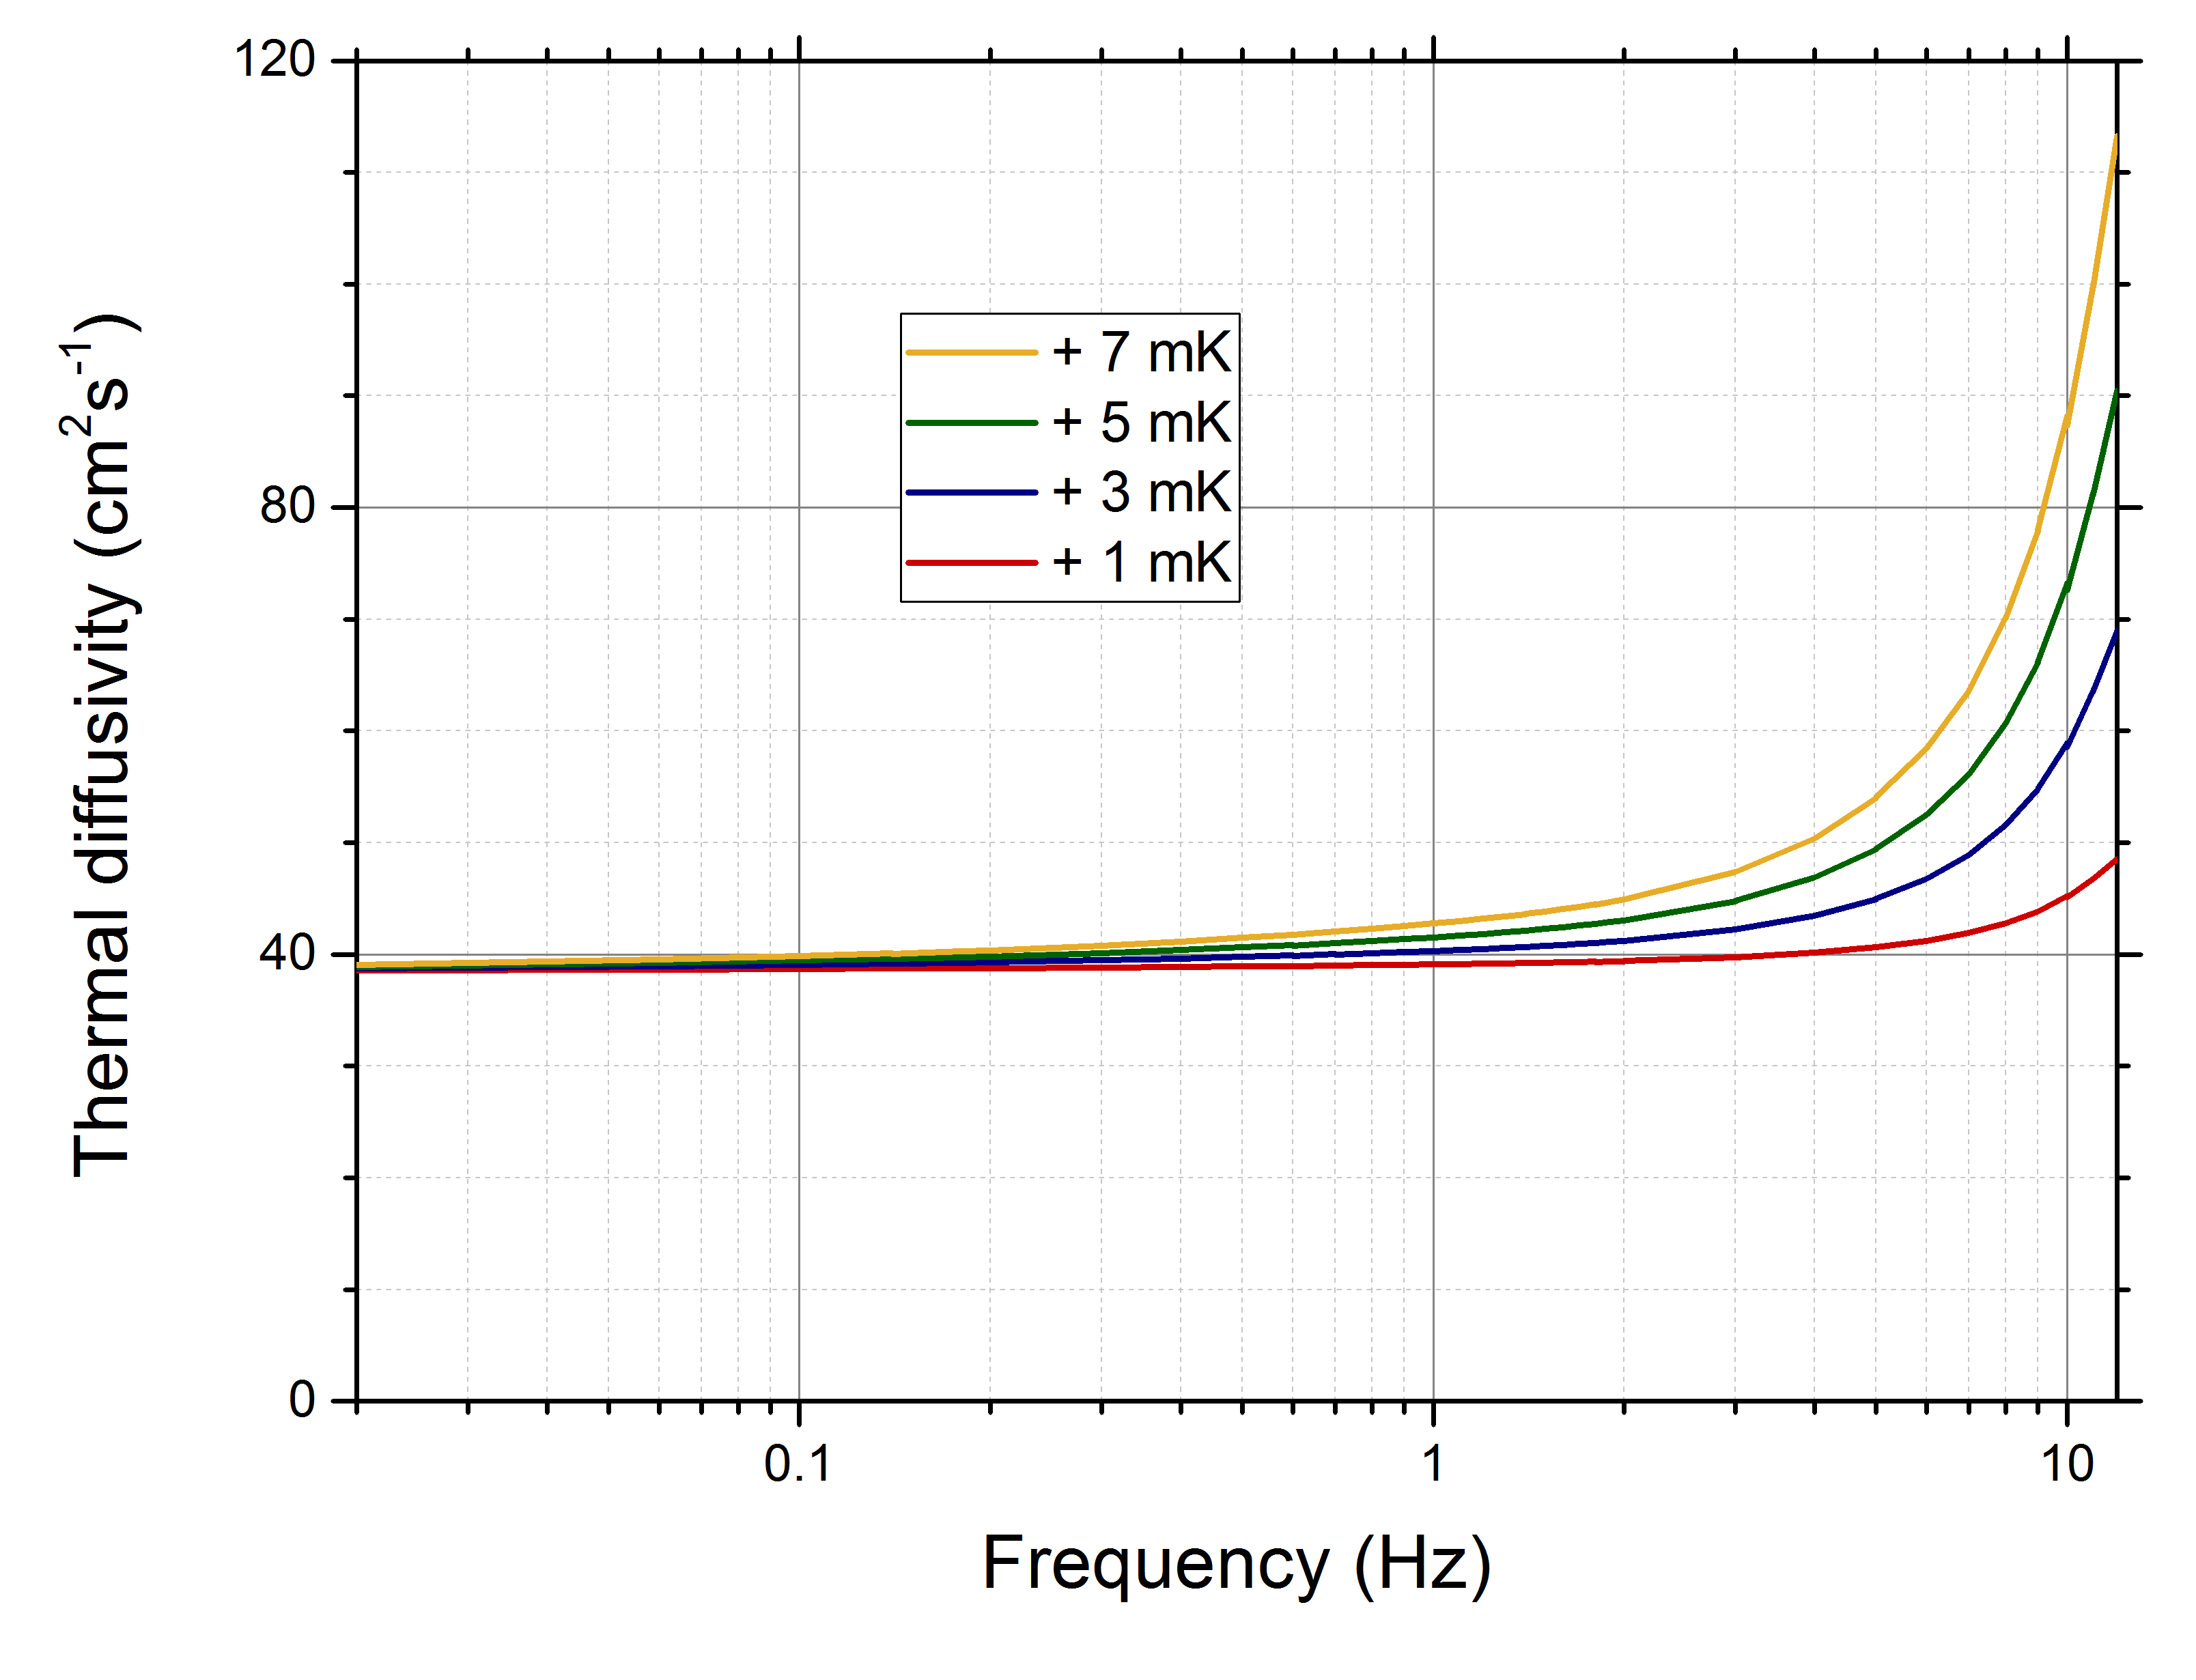 120
80
40
0
Thermal diffusivity (cm²s⁻¹)
+ 7 mK
+ 5 mK
+ 3 mK
+ 1 mK
0.1
1
10
Frequency (Hz)